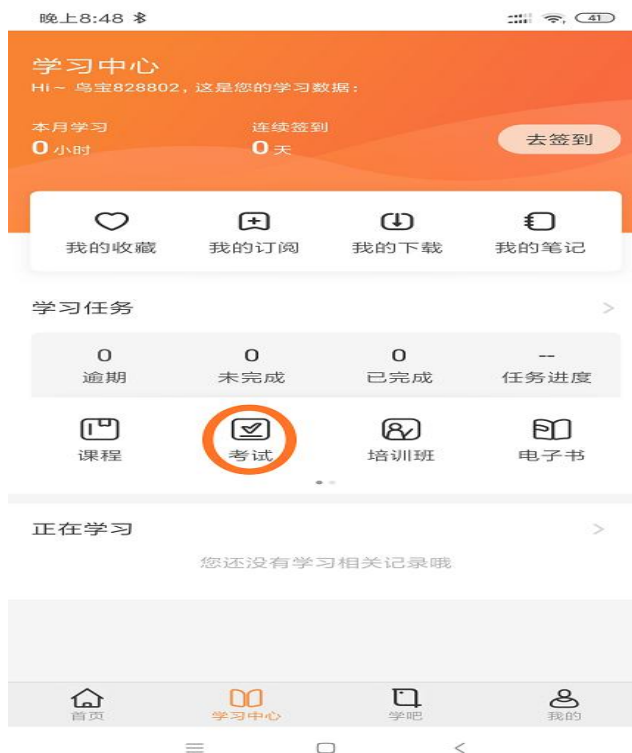 晚上8:48
41
学习中心
Hi~ 鸟宝828802，这是您的学习数据：
本月学习 连续签到
0小时 0天 去签到
我的收藏 我的订阅 我的下载 我的笔记
学习任务
0 0 0 --
逾期 未完成 已完成 任务进度
课程 考试 培训班 电子书
正在学习
您还没有学习相关记录哦
首页 学习中心 学吧 我的